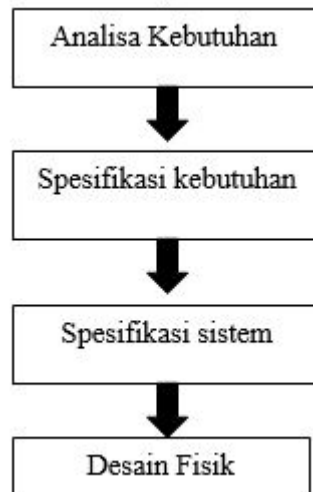 Analisa Kebutuhan
Spesifikasi kebutuhan
Spesifikasi sistem
Desain Fisik